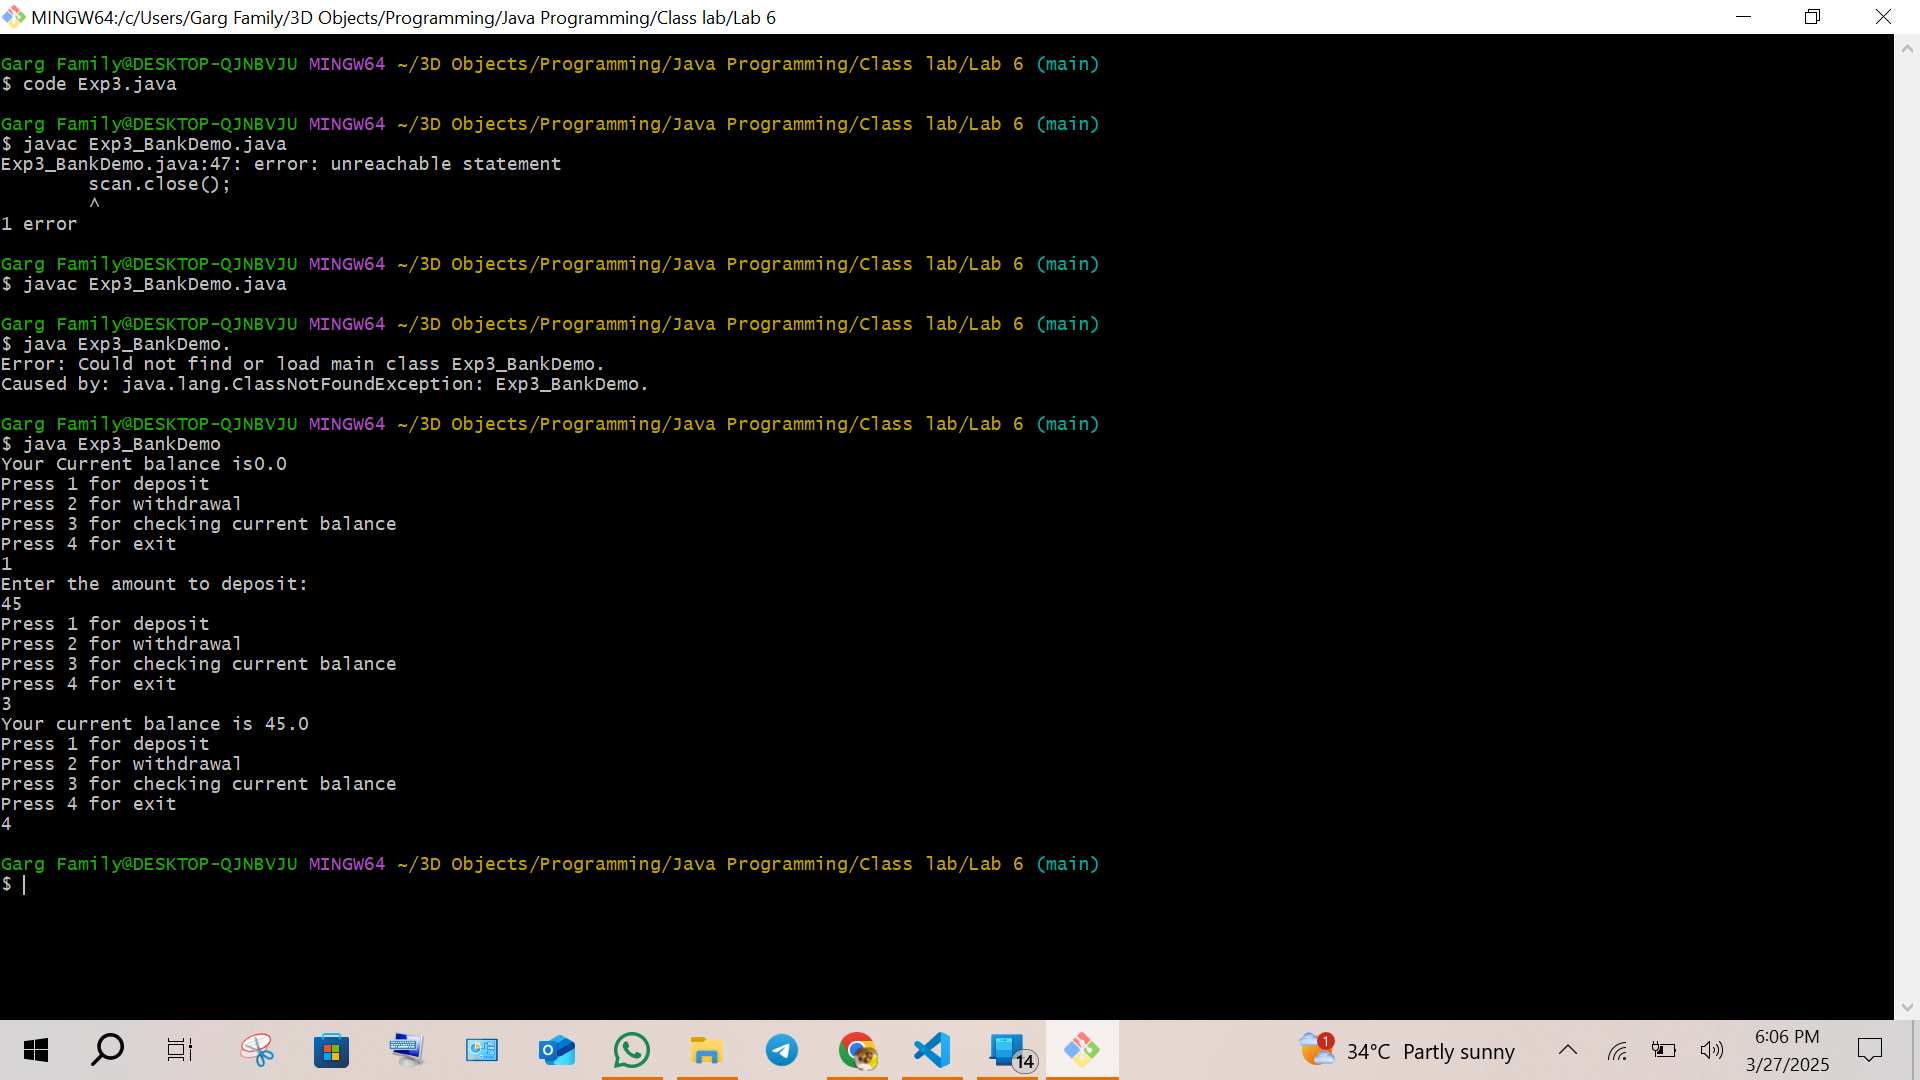 MINGW64:/c/Users/Garg Family/3D Objects/Programming/Java Programming/Class lab/Lab 6
Garg Family@DESKTOP-QJNBVJU MINGW64 ~/3D Objects/Programming/Java Programming/Class lab/Lab 6 (main)
$ code Exp3.java
Garg Family@DESKTOP-QJNBVJU MINGW64 ~/3D Objects/Programming/Java Programming/Class lab/Lab 6 (main)
$ javac Exp3_BankDemo.java
Exp3_BankDemo.java:47: error: unreachable statement
        scan.close();
        ^
1 error
Garg Family@DESKTOP-QJNBVJU MINGW64 ~/3D Objects/Programming/Java Programming/Class lab/Lab 6 (main)
$ javac Exp3_BankDemo.java
Garg Family@DESKTOP-QJNBVJU MINGW64 ~/3D Objects/Programming/Java Programming/Class lab/Lab 6 (main)
$ java Exp3_BankDemo.
Error: Could not find or load main class Exp3_BankDemo.
Caused by: java.lang.ClassNotFoundException: Exp3_BankDemo.
Garg Family@DESKTOP-QJNBVJU MINGW64 ~/3D Objects/Programming/Java Programming/Class lab/Lab 6 (main)
$ java Exp3_BankDemo
Your Current balance is0.0
Press 1 for deposit
Press 2 for withdrawal
Press 3 for checking current balance
Press 4 for exit
1
Enter the amount to deposit:
45
Press 1 for deposit
Press 2 for withdrawal
Press 3 for checking current balance
Press 4 for exit
3
Your current balance is 45.0
Press 1 for deposit
Press 2 for withdrawal
Press 3 for checking current balance
Press 4 for exit
4
Garg Family@DESKTOP-QJNBVJU MINGW64 ~/3D Objects/Programming/Java Programming/Class lab/Lab 6 (main)
$
14
1
34°C Partly sunny
6:06 PM
3/27/2025